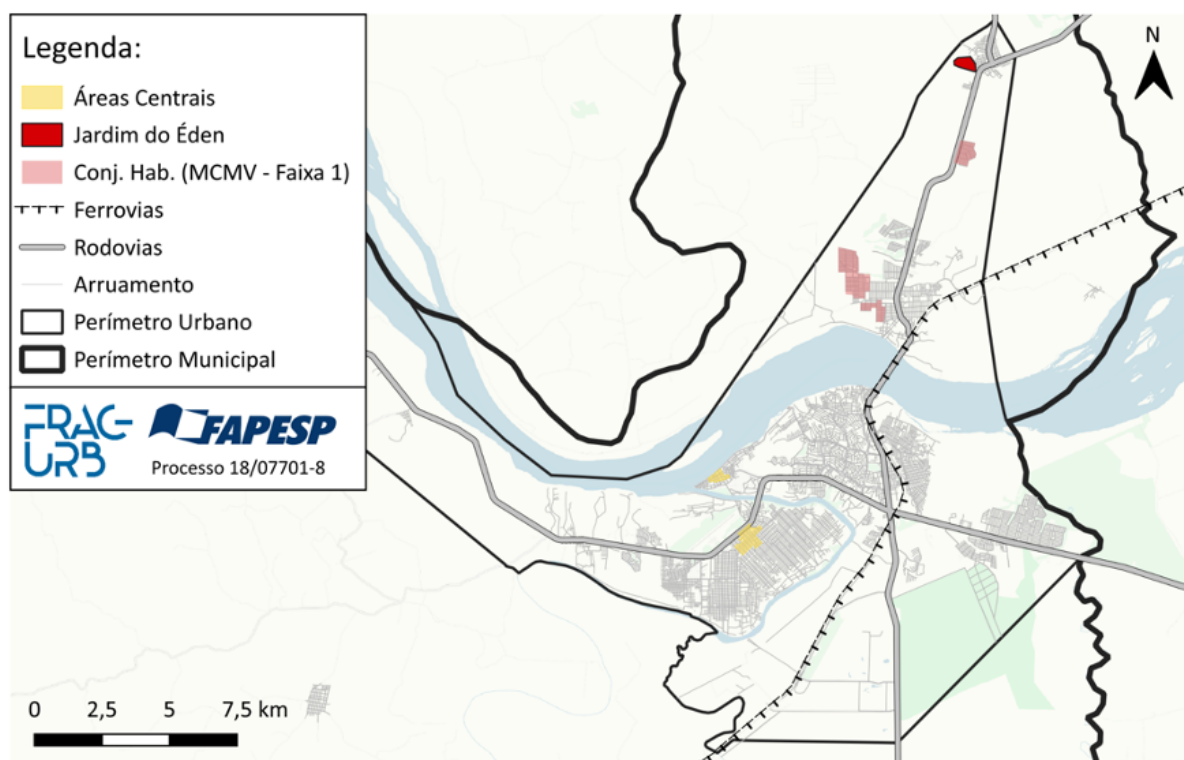 Legenda:
Áreas Centrais
Jardim do Éden
Conj. Hab. (MCMV - Faixa 1)
Ferrovias
Rodovias
Arruamento
Perímetro Urbano
Perímetro Municipal
FRAG-
URB
FAPESP
Processo 18/07701-8
N
0 2,5 5 7,5 km